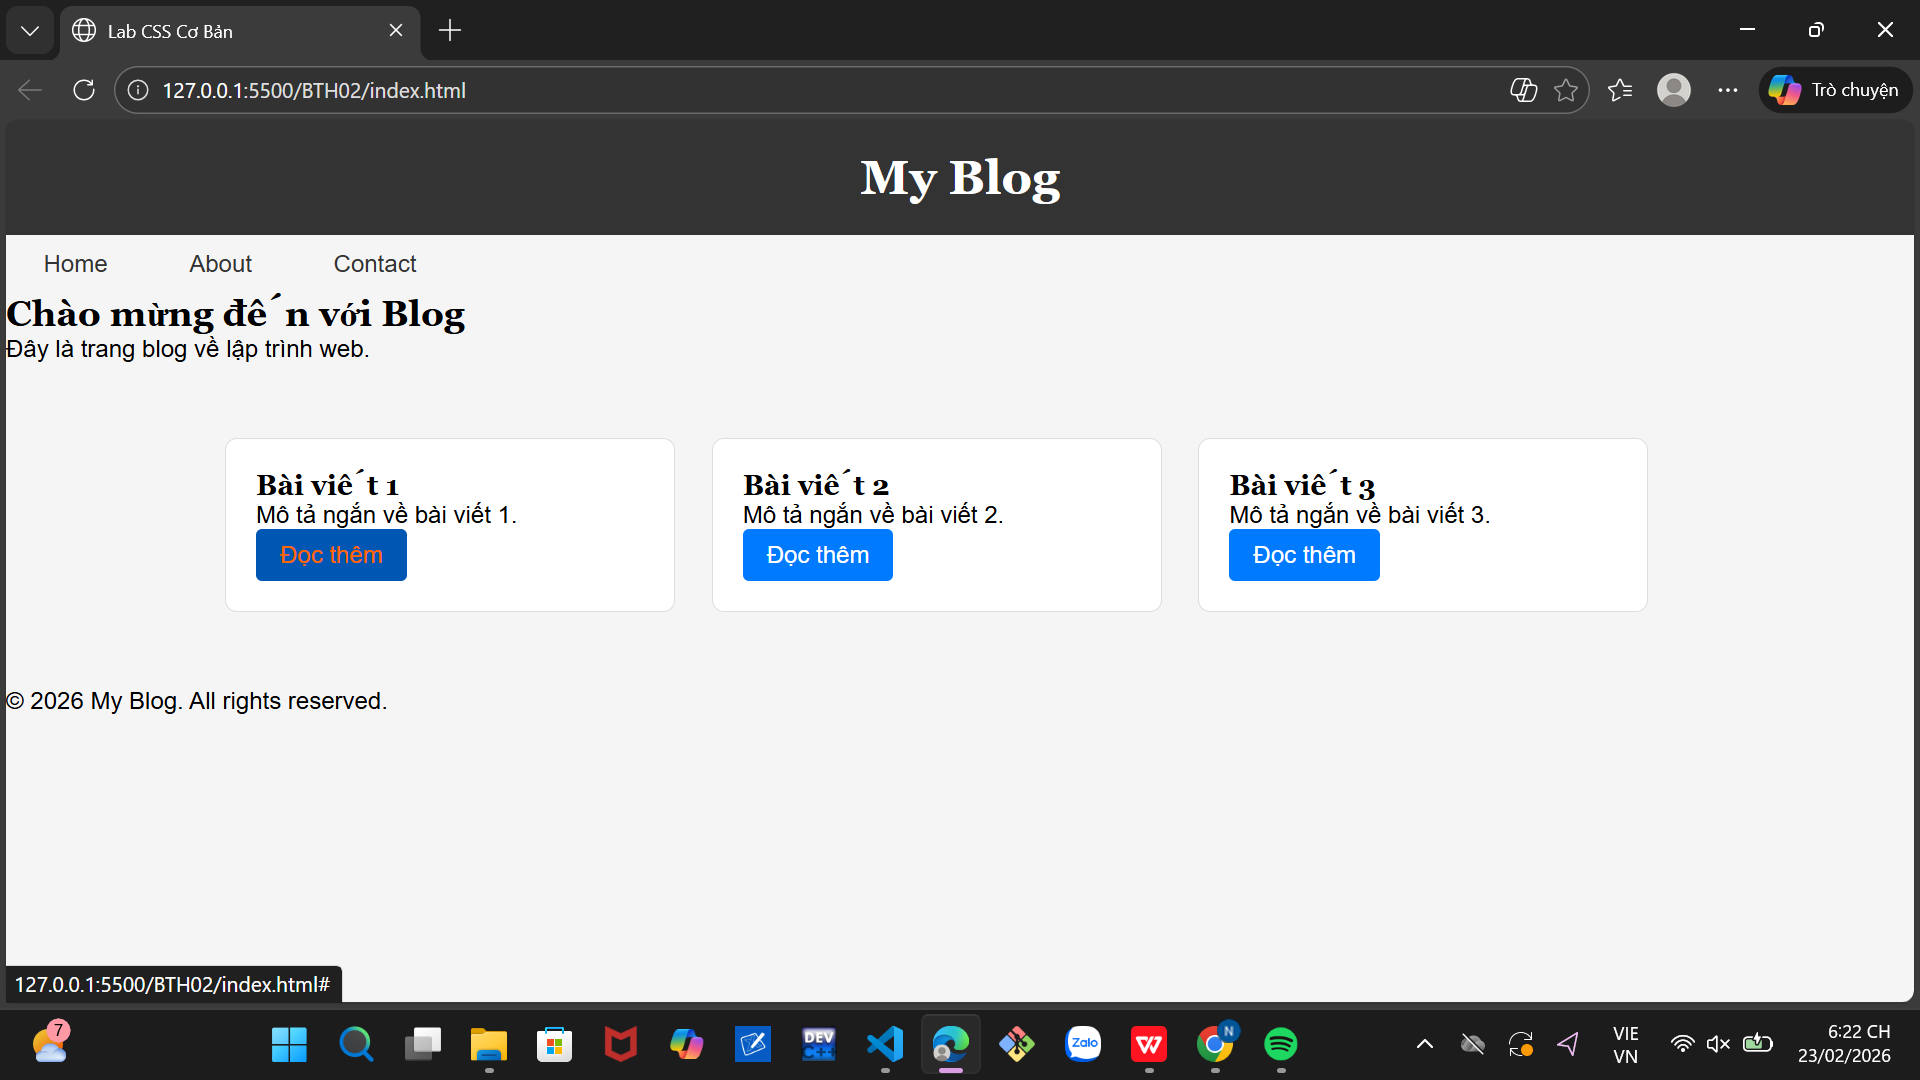 Lab CSS Cơ Bản
127.0.0.1:5500/BTH02/index.html
Trò chuyện
My Blog
Home About Contact
Chào mừng đến với Blog
Đây là trang blog về lập trình web.
Bài viết 1
Mô tả ngắn về bài viết 1.
Đọc thêm
Bài viết 2
Mô tả ngắn về bài viết 2.
Đọc thêm
Bài viết 3
Mô tả ngắn về bài viết 3.
Đọc thêm
© 2026 My Blog. All rights reserved.
127.0.0.1:5500/BTH02/index.html#
7
DEV
C++
Zalo
N
VIE
VN
6:22 CH
23/02/2026